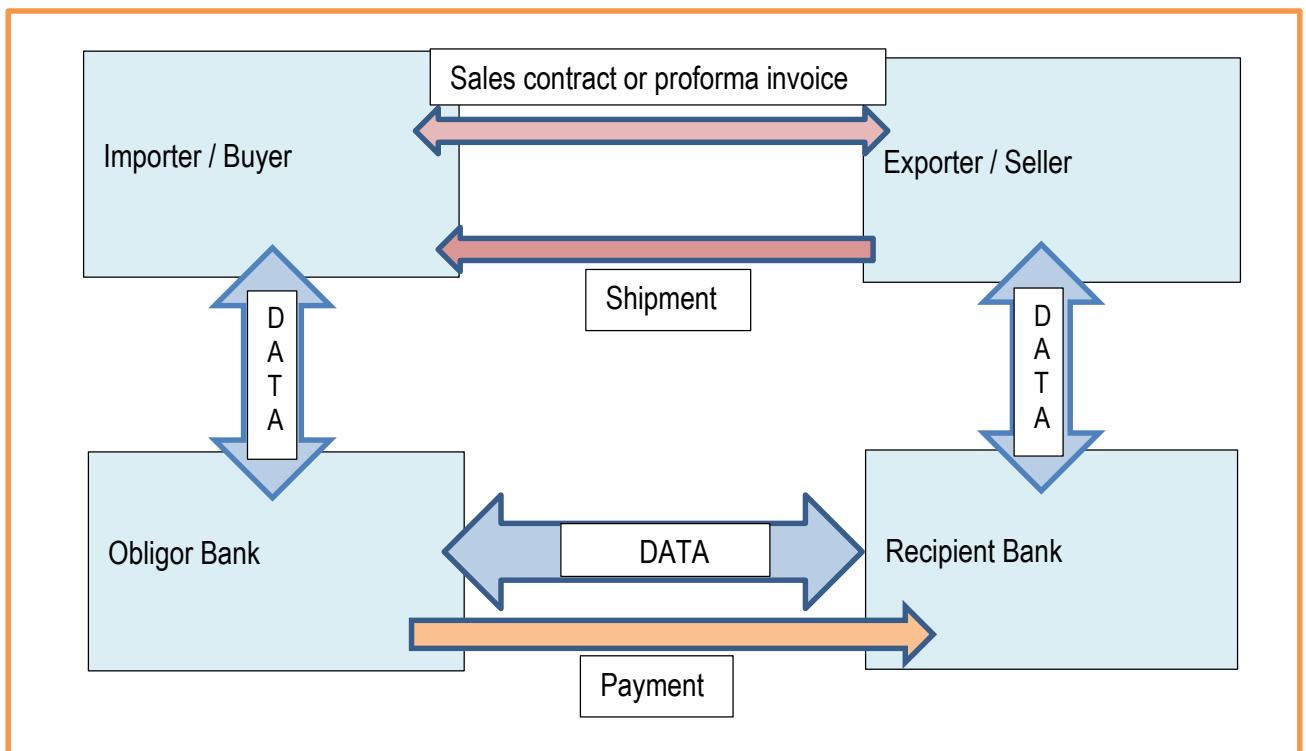 Sales contract or proforma invoice
Importer / Buyer
Exporter / Seller
Shipment
D
A
T
A
D
A
T
A
Obligor Bank
DATA
Recipient Bank
Payment